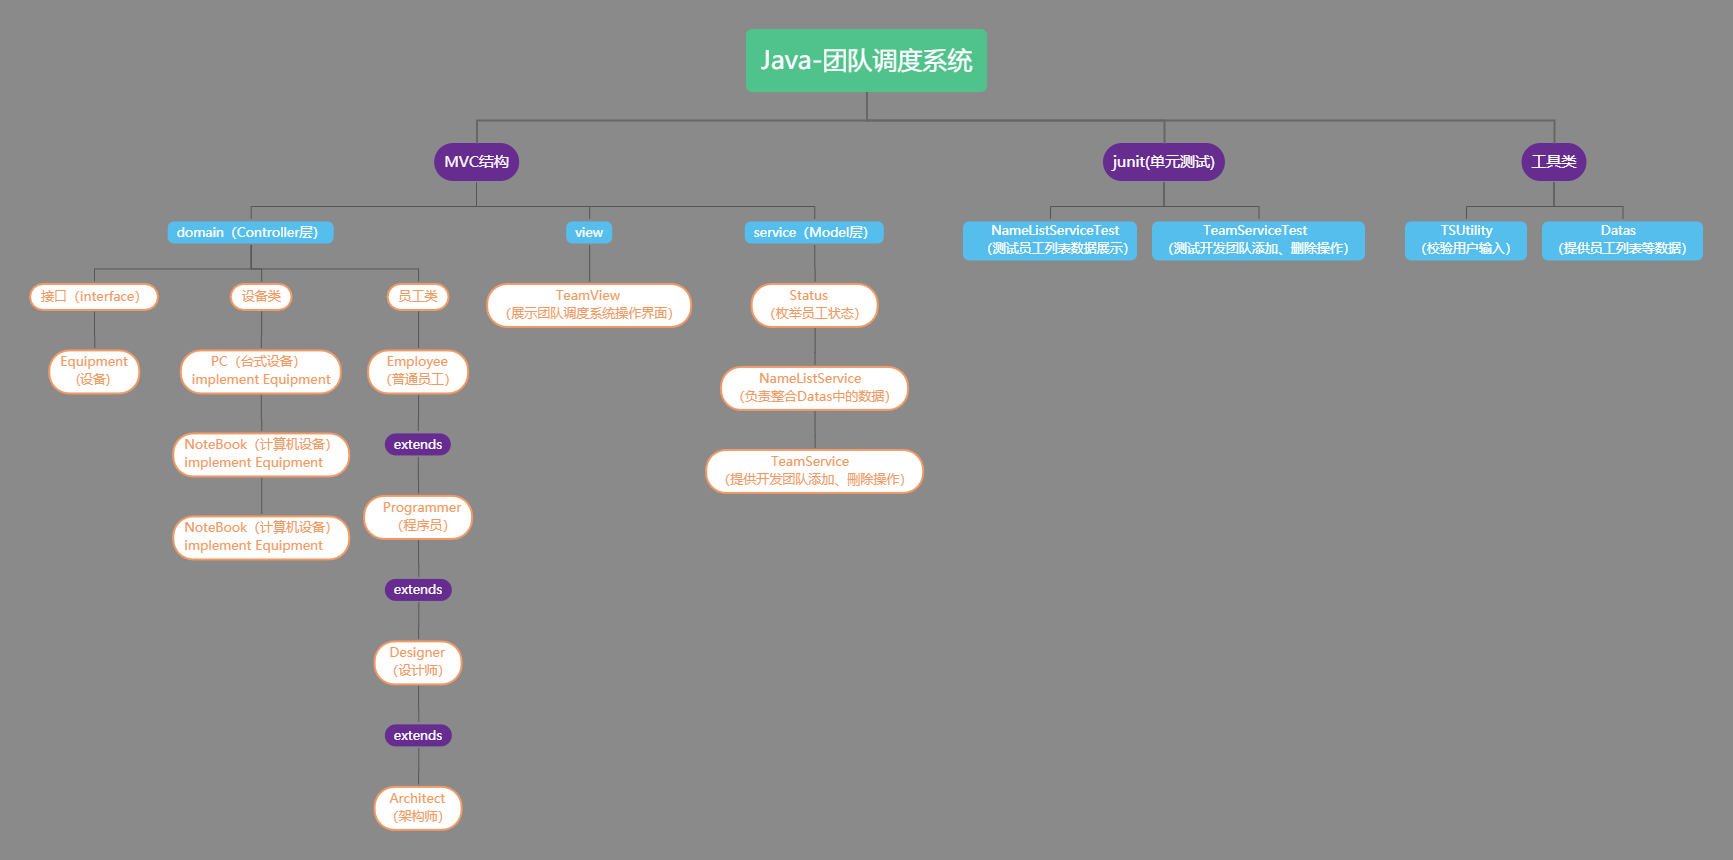 Java-团队调度系统
MVC结构
junit(单元测试)
工具类
domain（Controller层）
view
service（Model层）
NameListServiceTest
（测试员工列表数据展示）
TeamServiceTest
（测试开发团队添加、删除操作）
TSUtility
（校验用户输入）
Datas
（提供员工列表等数据）
接口（interface）
设备类
员工类
TeamView
（展示团队调度系统操作界面）
Status
（枚举员工状态）
Equipment
（设备）
PC（台式设备）
implement Equipment
Employee
（普通员工）
NameListService
（负责整合Datas中的数据）
NoteBook（计算机设备）
implement Equipment
extends
TeamService
（提供开发团队添加、删除操作）
NoteBook（计算机设备）
implement Equipment
Programmer
（程序员）
extends
Designer
（设计师）
extends
Architect
（架构师）